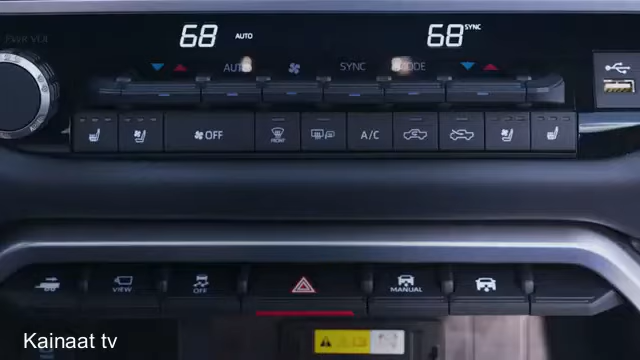 PWR VOL
68 AUTO
68 SYNC
AUTO
SYNC
MODE
OFF
FRONT
A/C
VIEW
OFF
MANUAL
Kainaat tv